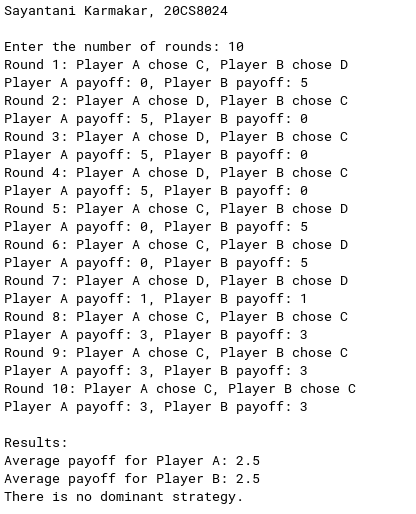 Sayantani Karmakar, 20CS8024
Enter the number of rounds: 10
Round 1: Player A chose C, Player B chose D
Player A payoff: 0, Player B payoff: 5
Round 2: Player A chose D, Player B chose C
Player A payoff: 5, Player B payoff: 0
Round 3: Player A chose D, Player B chose C
Player A payoff: 5, Player B payoff: 0
Round 4: Player A chose D, Player B chose C
Player A payoff: 5, Player B payoff: 0
Round 5: Player A chose C, Player B chose D
Player A payoff: 0, Player B payoff: 5
Round 6: Player A chose C, Player B chose D
Player A payoff: 0, Player B payoff: 5
Round 7: Player A chose D, Player B chose D
Player A payoff: 1, Player B payoff: 1
Round 8: Player A chose C, Player B chose C
Player A payoff: 3, Player B payoff: 3
Round 9: Player A chose C, Player B chose C
Player A payoff: 3, Player B payoff: 3
Round 10: Player A chose C, Player B chose C
Player A payoff: 3, Player B payoff: 3
Results:
Average payoff for Player A: 2.5
Average payoff for Player B: 2.5
There is no dominant strategy.